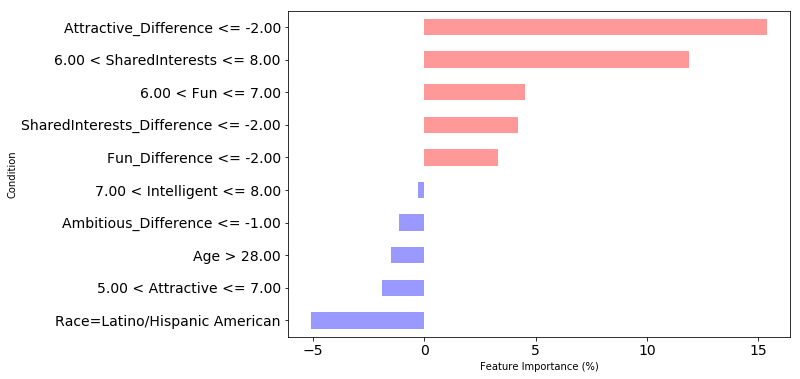 Attractive_Difference <= -2.00
6.00 < SharedInterests <= 8.00
6.00 < Fun <= 7.00
SharedInterests_Difference <= -2.00
Fun_Difference <= -2.00
7.00 < Intelligent <= 8.00
Ambitious_Difference <= -1.00
Age > 28.00
5.00 < Attractive <= 7.00
Race=Latino/Hispanic American
Condition
−5 0 5 10 15
Feature Importance (%)